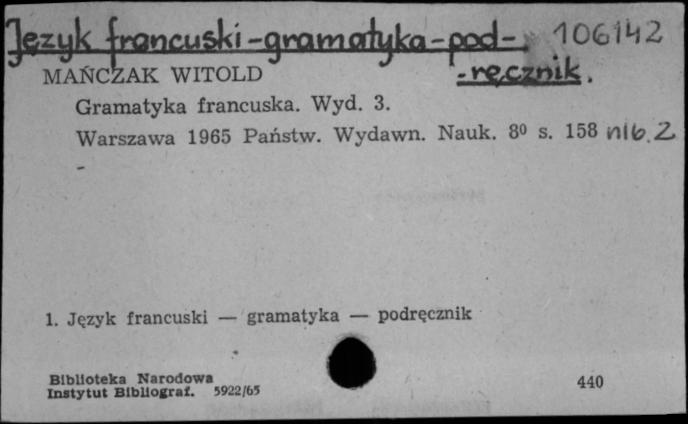 Język francuski - gramatyka - pod- 106142
MAŃCZAK WITOLD - ręcznik.
Gramatyka francuska. Wyd. 3.
Warszawa 1965 Państw. Wydawn. Nauk. 8⁰ s. 158 nlb. 2
1. Język francuski — gramatyka — podręcznik
Biblioteka Narodowa
Instytut Bibliograf. 5922/65 440